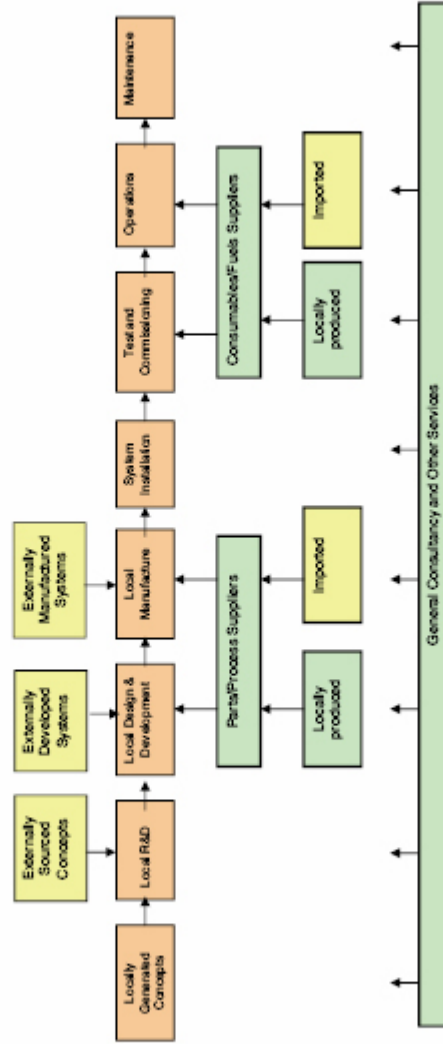 Externally
Sourced
Concepts
Externally
Developed
Systems
Externally
Manufactured
Systems
Locally
Generated
Concepts
Local R&D
Local Design &
Development
Local
Manufacture
System
Installation
Test and
Commissioning
Operations
Maintenance
Parts/Process Suppliers
Consumables/Fuels Suppliers
Locally
produced
Imported
Locally
produced
Imported
General Consultancy and Other Services